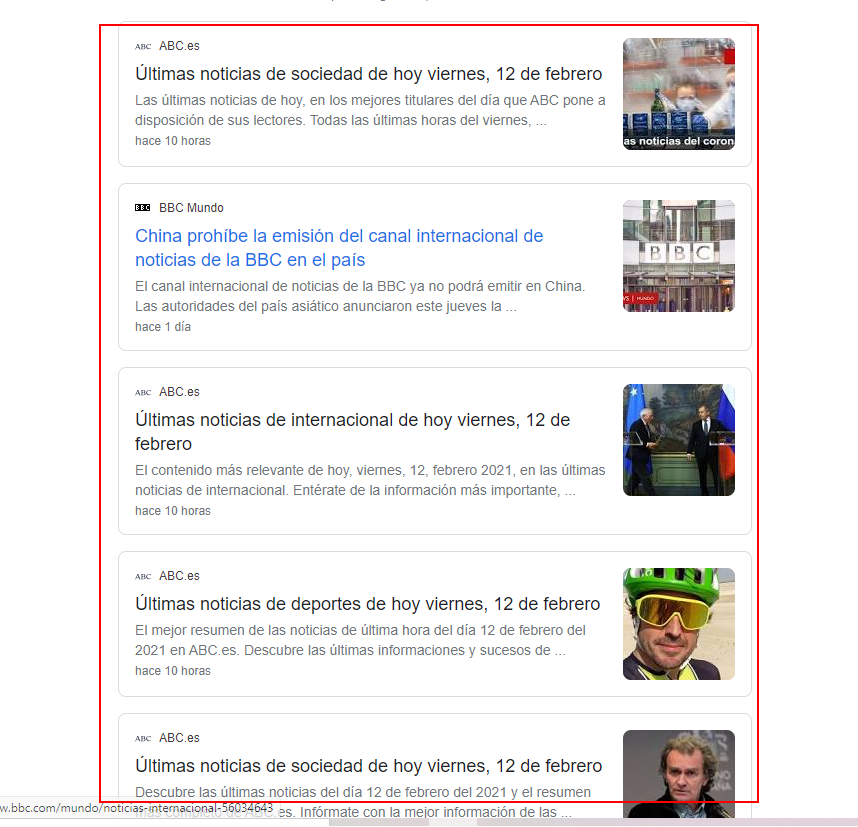 ABC ABC.es
Últimas noticias de sociedad de hoy viernes, 12 de febrero
Las últimas noticias de hoy, en los mejores titulares del día que ABC pone a
disposición de sus lectores. Todas las últimas horas del viernes, ...
hace 10 horas
as noticias del coron
BBC BBC Mundo
China prohíbe la emisión del canal internacional de
noticias de la BBC en el país
El canal internacional de noticias de la BBC ya no podrá emitir en China.
Las autoridades del país asiático anunciaron este jueves la ...
hace 1 día
BBC
WS | MUNDO
ABC ABC.es
Últimas noticias de internacional de hoy viernes, 12 de
febrero
El contenido más relevante de hoy, viernes, 12, febrero 2021, en las últimas
noticias de internacional. Entérate de la información más importante, ...
hace 10 horas
ABC ABC.es
Últimas noticias de deportes de hoy viernes, 12 de febrero
El mejor resumen de las noticias de última hora del día 12 de febrero del
2021 en ABC.es. Descubre las últimas informaciones y sucesos de ...
hace 10 horas
ABC ABC.es
Últimas noticias de sociedad de hoy viernes, 12 de febrero
Descubre las últimas noticias del día 12 de febrero del 2021 y el resumen
más completo de ABC.es. Infórmate con la mejor información de las ...
w.bbc.com/mundo/noticias-internacional-56034643